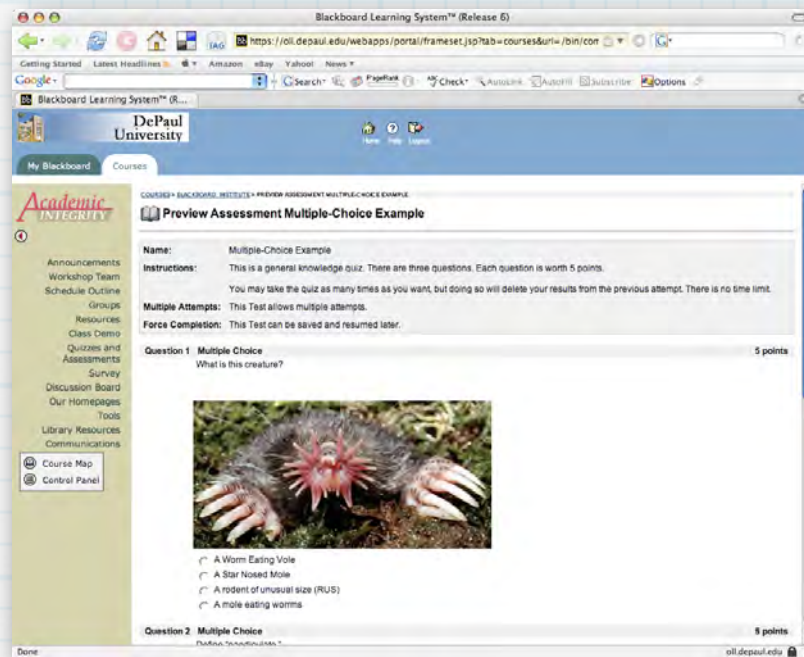 Blackboard Learning System™ (Release 6)
https://oll.depaul.edu/webapps/portal/frameset.jsp?tab=courses&url=/bin/com
Getting Started Latest Headlines Amazon eBay Yahoo! News
Google Search PageRank Check AutoLink AutoFill Subscribe Options
Blackboard Learning System™ (R...
DePaul
University
Home Help Logout
My Blackboard Courses
Academic
INTEGRITY
Announcements
Workshop Team
Schedule Outline
Groups
Resources
Class Demo
Quizzes and
Assessments
Survey
Discussion Board
Our Homepages
Tools
Library Resources
Communications
Course Map
Control Panel
COURSES > BLACKBOARD INSTITUTE > PREVIEW ASSESSMENT MULTIPLE-CHOICE EXAMPLE
Preview Assessment Multiple-Choice Example
Name: Multiple-Choice Example
Instructions: This is a general knowledge quiz. There are three questions. Each question is worth 5 points.
You may take the quiz as many times as you want, but doing so will delete your results from the previous attempt. There is no time limit.
Multiple Attempts: This Test allows multiple attempts.
Force Completion: This Test can be saved and resumed later.
Question 1 Multiple Choice 5 points
What is this creature?
A Worm Eating Vole
A Star Nosed Mole
A rodent of unusual size (RUS)
A mole eating worms
Question 2 Multiple Choice 5 points
Done oll.depaul.edu